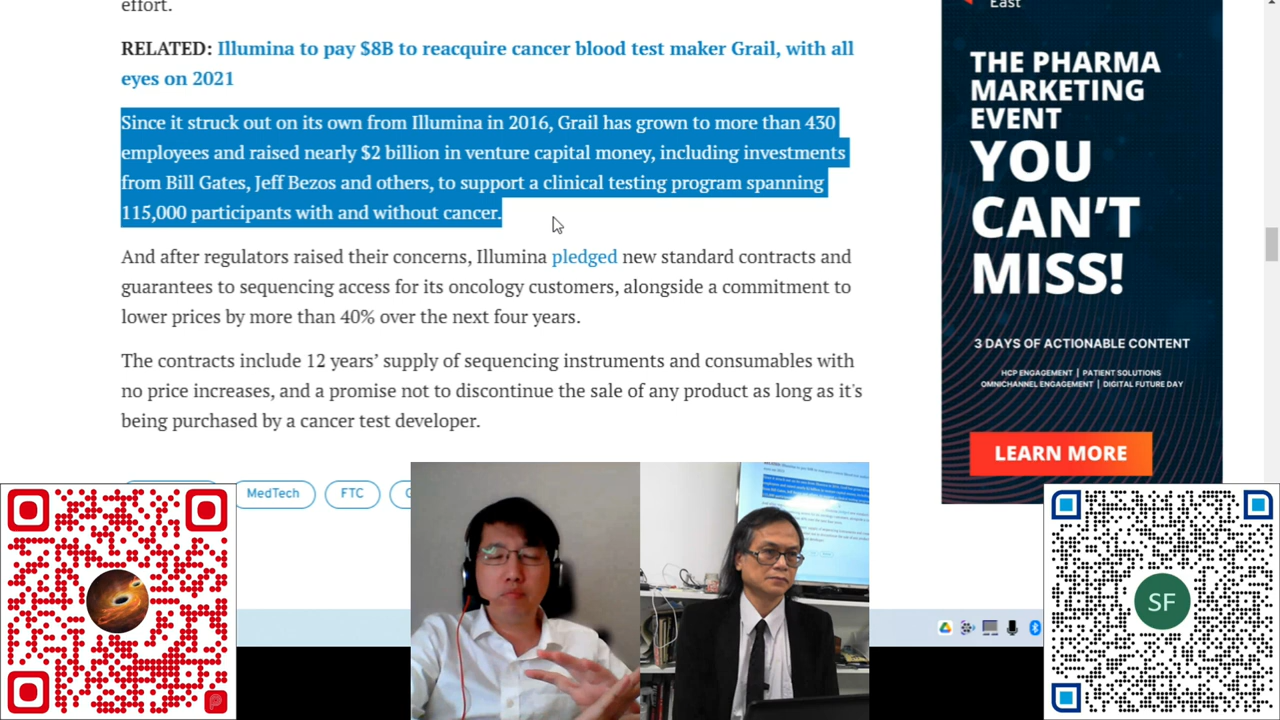 effort.
RELATED: Illumina to pay $8B to reacquire cancer blood test maker Grail, with all
eyes on 2021
Since it struck out on its own from Illumina in 2016, Grail has grown to more than 430
employees and raised nearly $2 billion in venture capital money, including investments
from Bill Gates, Jeff Bezos and others, to support a clinical testing program spanning
115,000 participants with and without cancer.
And after regulators raised their concerns, Illumina pledged new standard contracts and
guarantees to sequencing access for its oncology customers, alongside a commitment to
lower prices by more than 40% over the next four years.
The contracts include 12 years' supply of sequencing instruments and consumables with
no price increases, and a promise not to discontinue the sale of any product as long as it's
being purchased by a cancer test developer.
MedTech
FTC
East
THE PHARMA
MARKETING
EVENT
YOU
CAN'T
MISS!
3 DAYS OF ACTIONABLE CONTENT
HCP ENGAGEMENT | PATIENT SOLUTIONS
OMNICHANNEL ENGAGEMENT | DIGITAL FUTURE DAY
LEARN MORE
SF